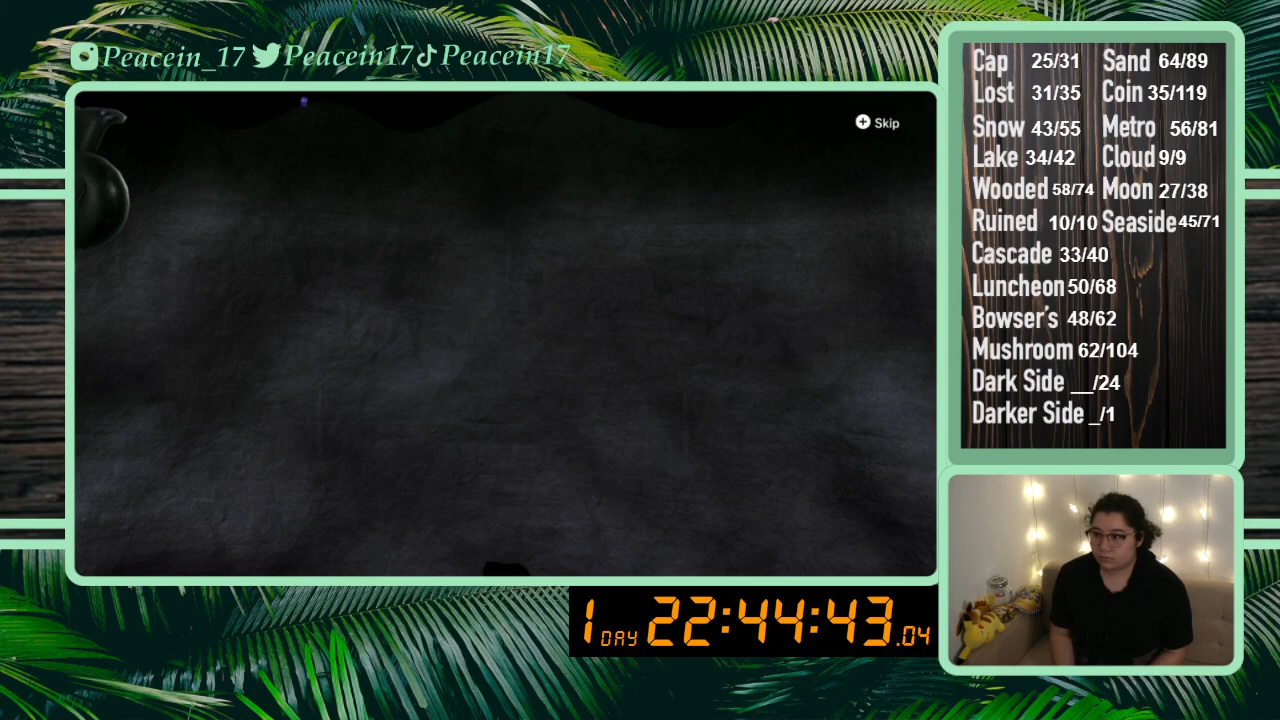 Peacein_17 Peacein17 Peacein17
Skip
Cap 25/31 Sand 64/89
Lost 31/35 Coin 35/119
Snow 43/55 Metro 56/81
Lake 34/42 Cloud 9/9
Wooded 58/74 Moon 27/38
Ruined 10/10 Seaside 45/71
Cascade 33/40
Luncheon 50/68
Bowser's 48/62
Mushroom 62/104
Dark Side __/24
Darker Side _/1
1 DAY 22:44:43.04